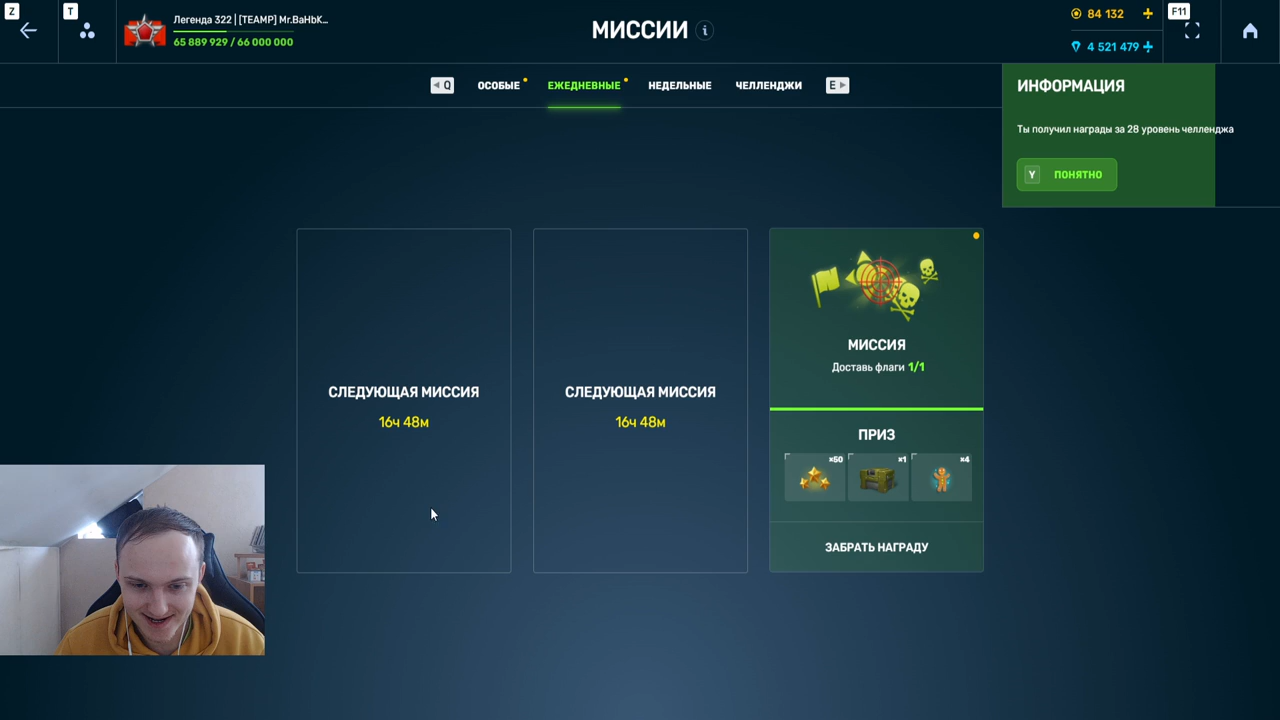 Z
T
Легенда 322 | [TEAMP] Mr.BaHbK...
65 889 929 / 66 000 000
МИССИИ
i
84 132 +
4 521 479 +
F11
Q
ОСОБЫЕ
ЕЖЕДНЕВНЫЕ
НЕДЕЛЬНЫЕ
ЧЕЛЛЕНДЖИ
E
ИНФОРМАЦИЯ
Ты получил награды за 28 уровень челленджа
Y ПОНЯТНО
СЛЕДУЮЩАЯ МИССИЯ
16ч 48м
СЛЕДУЮЩАЯ МИССИЯ
16ч 48м
МИССИЯ
Доставь флаги 1/1
ПРИЗ
×50
×1
×4
ЗАБРАТЬ НАГРАДУ